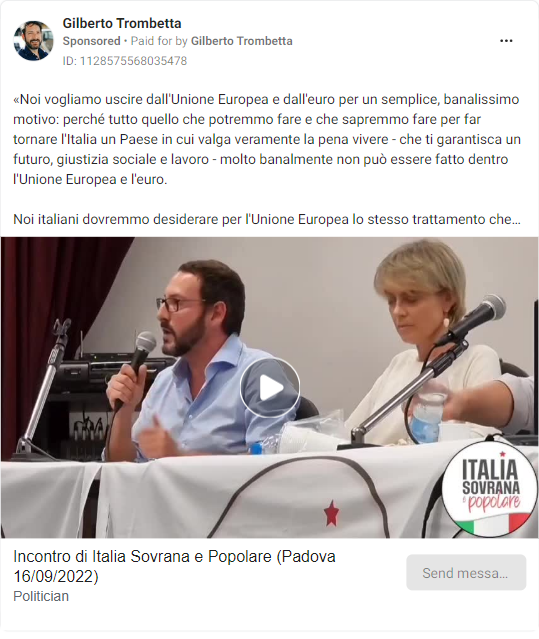 Gilberto Trombetta
Sponsored • Paid for by Gilberto Trombetta
ID: 1128575568035478
«Noi vogliamo uscire dall'Unione Europea e dall'euro per un semplice, banalissimo
motivo: perché tutto quello che potremmo fare e che sapremmo fare per far
tornare l'Italia un Paese in cui valga veramente la pena vivere - che ti garantisca un
futuro, giustizia sociale e lavoro - molto banalmente non può essere fatto dentro
l'Unione Europea e l'euro.
Noi italiani dovremmo desiderare per l'Unione Europea lo stesso trattamento che...
ITALIA
SOVRANA
e popolare
Incontro di Italia Sovrana e Popolare (Padova
16/09/2022)
Politician
Send messa...